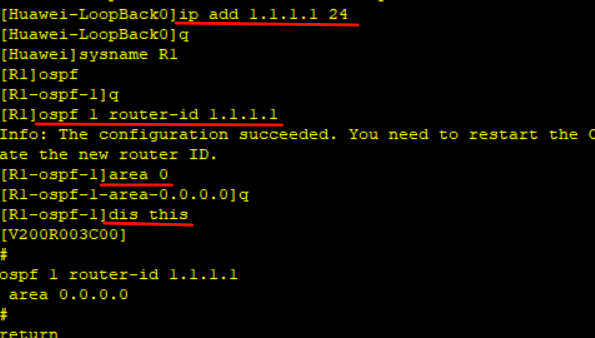 [Huawei-LoopBack0]ip add 1.1.1.1 24
[Huawei-LoopBack0]q
[Huawei]sysname R1
[R1]ospf
[R1-ospf-1]q
[R1]ospf 1 router-id 1.1.1.1
Info: The configuration succeeded. You need to restart the
ate the new router ID.
[R1-ospf-1]area 0
[R1-ospf-1-area-0.0.0.0]q
[R1-ospf-1]dis this
[V200R003C00]
#
ospf 1 router-id 1.1.1.1
area 0.0.0.0
#
return